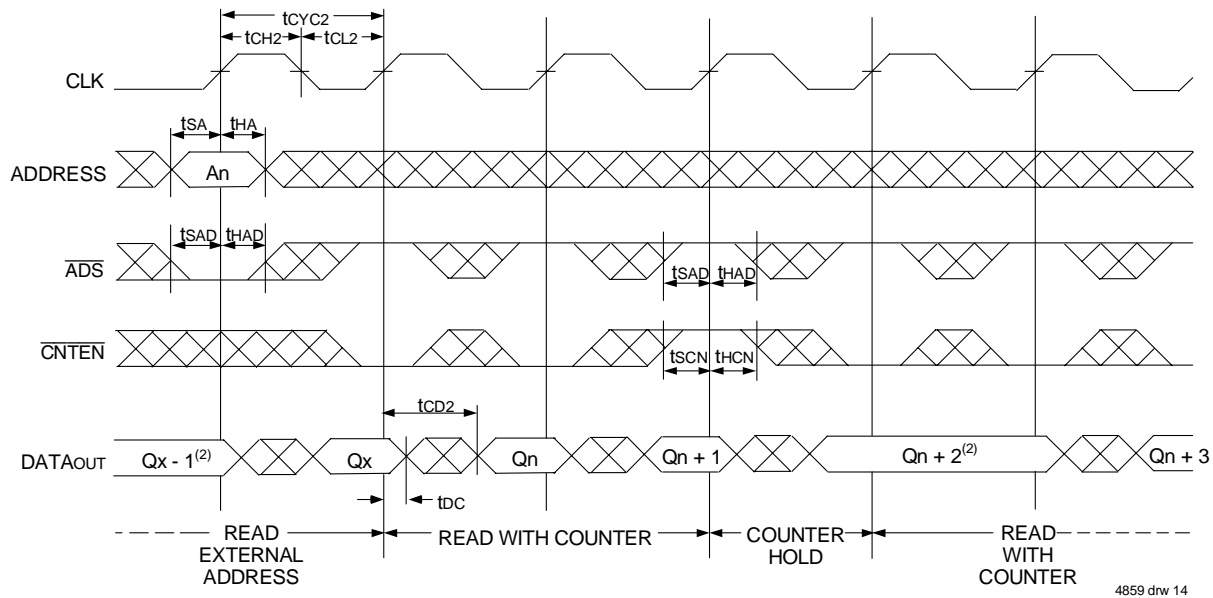 tCYC2
tCH2 tCL2
CLK
tSA tHA
ADDRESS An
tSAD tHAD
ADS
tSAD tHAD
CNTEN
tSCN tHCN
tCD2
DATAOUT Qx - 1(2) Qx Qn Qn + 1 Qn + 2(2) Qn + 3
tDC
READ EXTERNAL ADDRESS
READ WITH COUNTER
COUNTER HOLD
READ WITH COUNTER
4859 drw 14